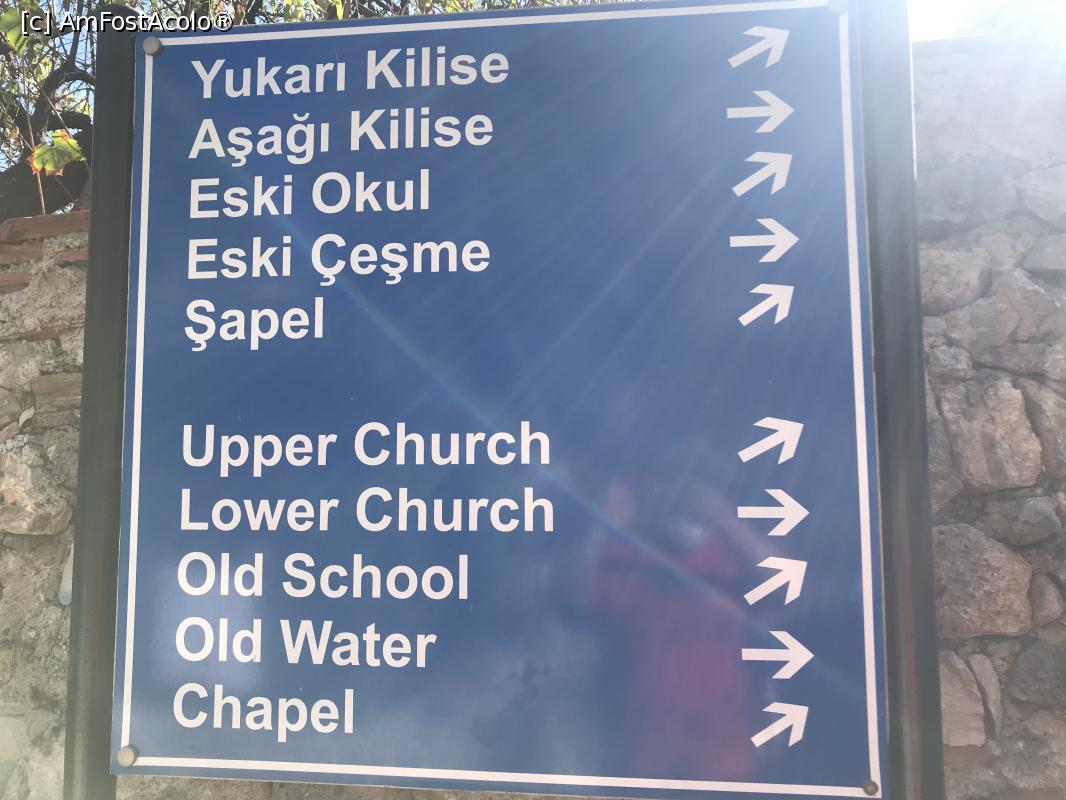 [c] AmFostAcolo®
Yukarı Kilise
Aşağı Kilise
Eski Okul
Eski Çeşme
Şapel
Upper Church
Lower Church
Old School
Old Water
Chapel